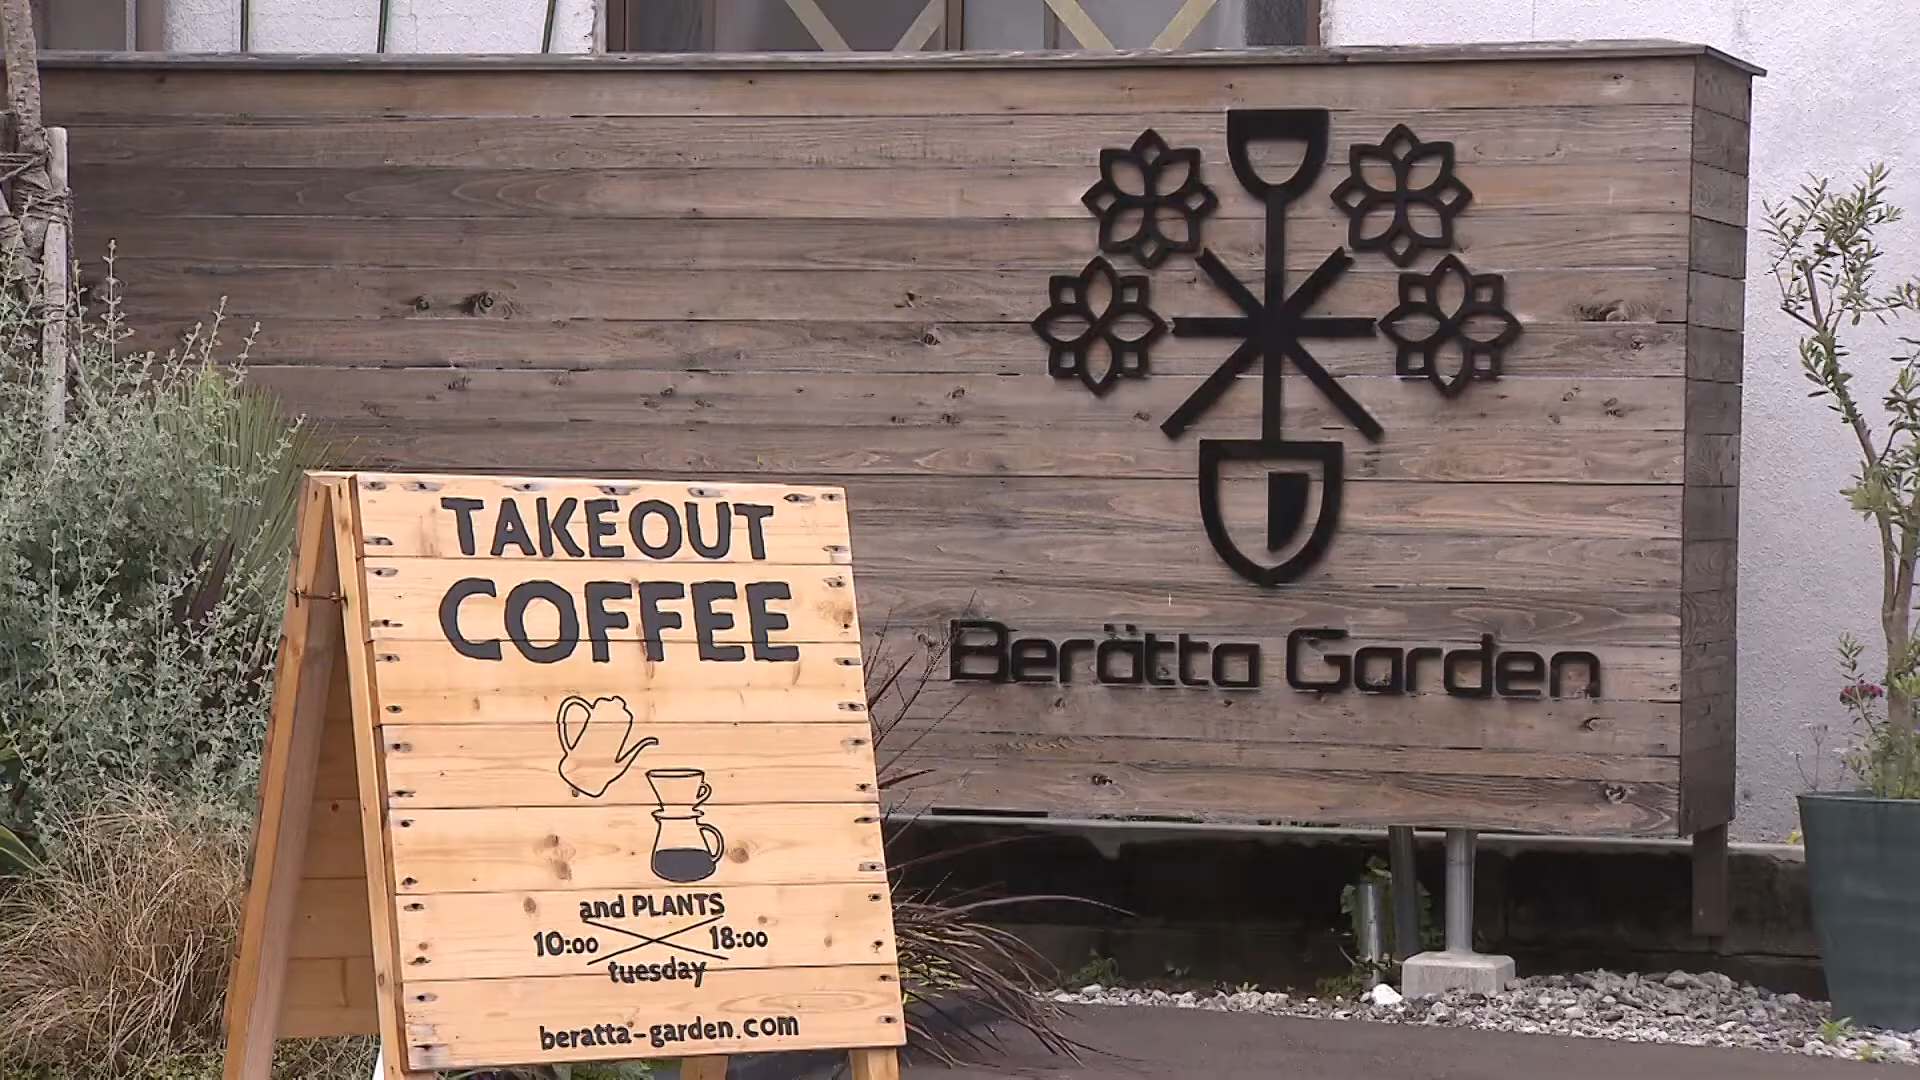 TAKEOUT
COFFEE
and PLANTS
10:00 18:00
tuesday
beratta-garden.com
Berätta Garden